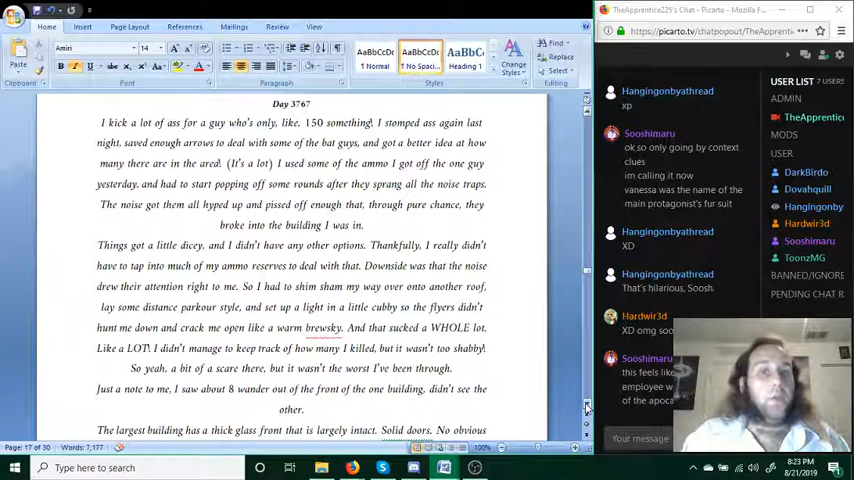 TheApprentice225's Chat - Picarto - Mozilla F...
https://picarto.tv/chatpopout/TheApprenti
Home
Insert
Page Layout
References
Mailings
Review
View
Paste
Clipboard
Amiri
14
Font
Paragraph
AaBbCcDc
¶ Normal
AaBbCcDc
¶ No Spaci...
AaBbCc
Heading 1
Change
Styles
Styles
Find
Replace
Select
Editing
Day 3767
I kick a lot of ass for a guy who's only, like, 150 something! I stomped ass again last
night, saved enough arrows to deal with some of the bat guys, and got a better idea at how
many there are in the area! (It's a lot) I used some of the ammo I got off the one guy
yesterday, and had to start popping off some rounds after they sprang all the noise traps.
The noise got them all hyped up and pissed off enough that, through pure chance, they
broke into the building I was in.
Things got a little dicey, and I didn't have any other options. Thankfully, I really didn't
have to tap into much of my ammo reserves to deal with that. Downside was that the noise
drew their attention right to me. So I had to shim sham my way over onto another roof,
lay some distance parkour style, and set up a light in a little cubby so the flyers didn't
hunt me down and crack me open like a warm brewsky. And that sucked a WHOLE lot.
Like a LOT! I didn't manage to keep track of how many I killed, but it wasn't too shabby!
So yeah, a bit of a scare there, but it wasn't the worst I've been through.
Just a note to me, I saw about 8 wander out of the front of the one building, didn't see the
other.
The largest building has a thick glass front that is largely intact. Solid doors. No obvious
Page: 17 of 30
Words: 7,177
100%
Type here to search
Hangingonbyathread
xp
Sooshimaru
ok so only going by context
clues
im calling it now
vanessa was the name of the
main protagonist's fur suit
Hangingonbyathread
XD
Hangingonbyathread
That's hilarious, Soosh.
Hardwir3d
XD omg soo
Sooshimaru
this feels like
employee w
of the apoca
How
USER LIST 7 USERS
ADMIN
TheApprentice
MODS
USER
DarkBirdo
Dovahquill
Hangingonby
Hardwir3d
Sooshimaru
ToonzMG
BANNED/IGNORE
PENDING CHAT R
8:23 PM
8/21/2019